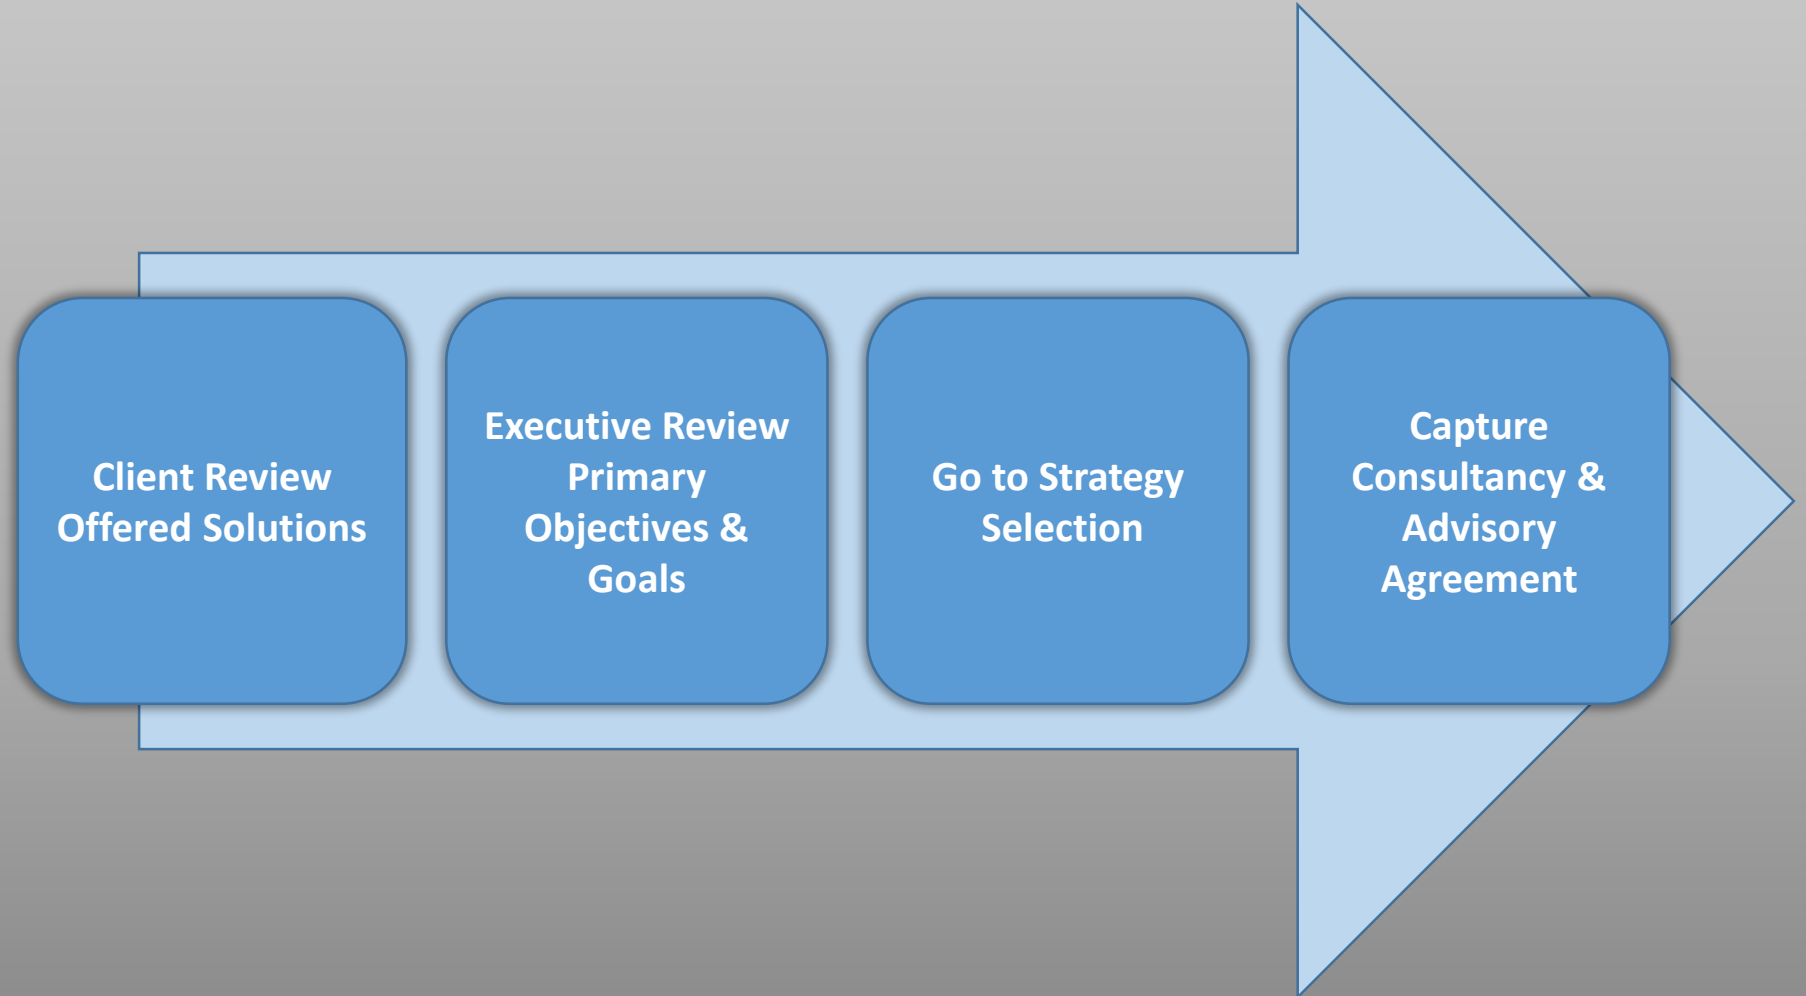 Client Review
Offered Solutions
Executive Review
Primary
Objectives &
Goals
Go to Strategy
Selection
Capture
Consultancy &
Advisory
Agreement